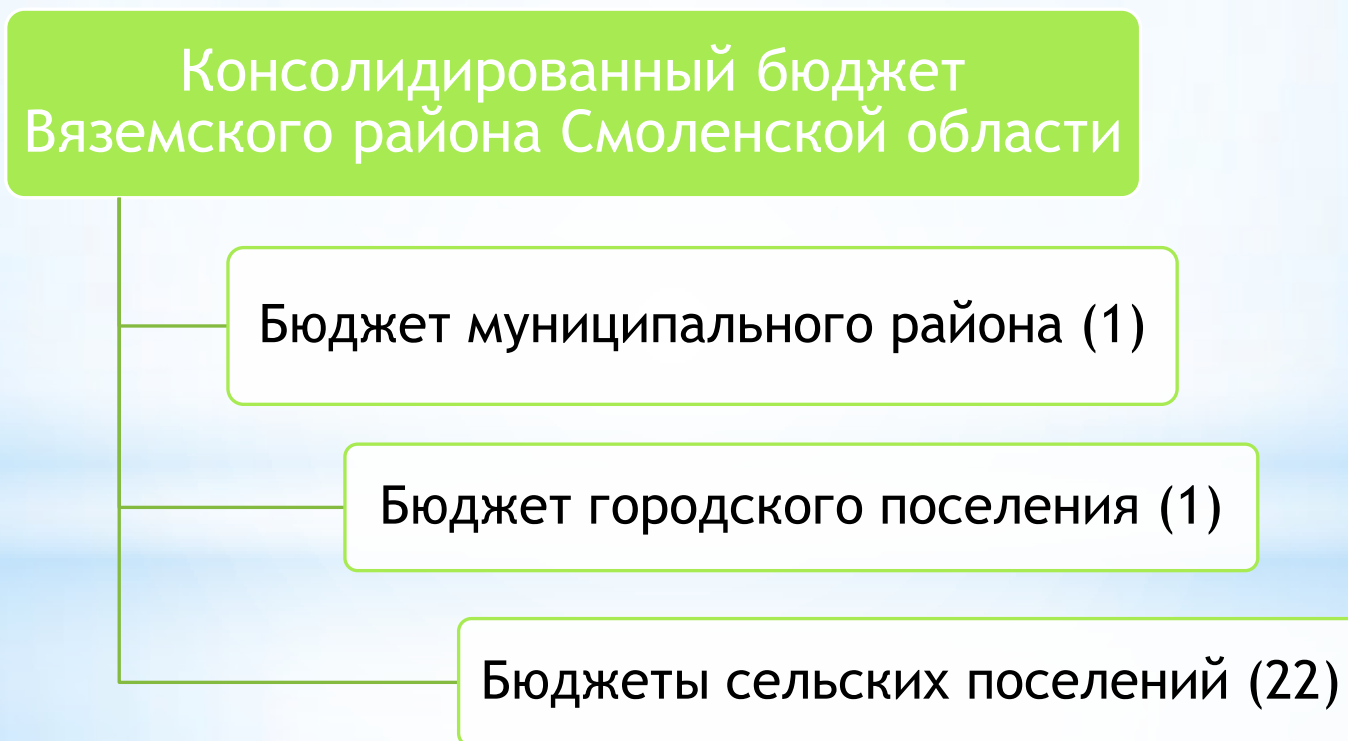 Консолидированный бюджет
Вяземского района Смоленской области
Бюджет муниципального района (1)
Бюджет городского поселения (1)
Бюджеты сельских поселений (22)